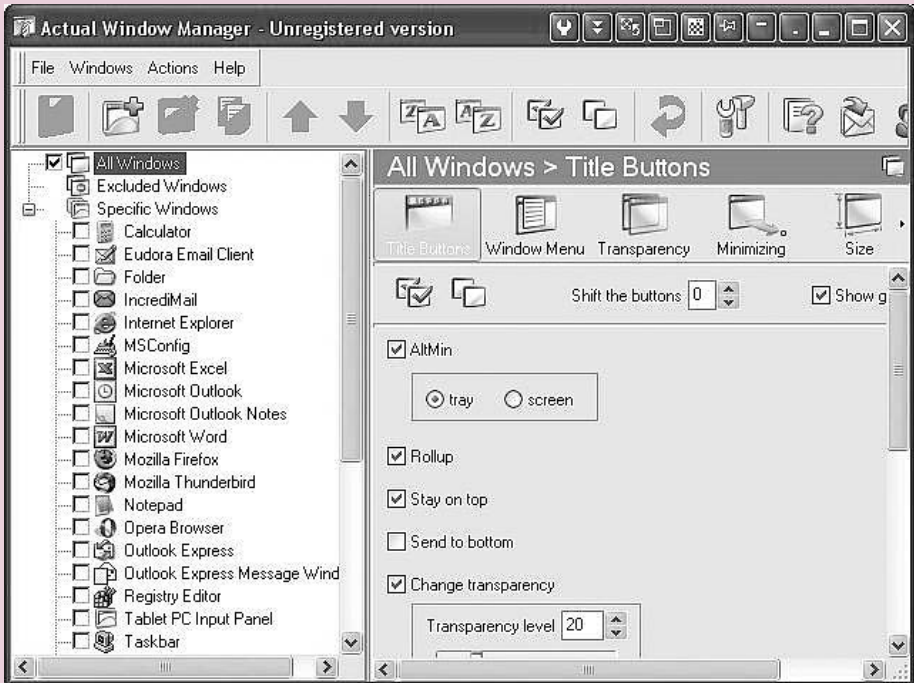 Actual Window Manager - Unregistered version
File Windows Actions Help
All Windows
Excluded Windows
Specific Windows
Calculator
Eudora Email Client
Folder
IncrediMail
Internet Explorer
MSConfig
Microsoft Excel
Microsoft Outlook
Microsoft Outlook Notes
Microsoft Word
Mozilla Firefox
Mozilla Thunderbird
Notepad
Opera Browser
Outlook Express
Outlook Express Message Wind
Registry Editor
Tablet PC Input Panel
Taskbar
All Windows > Title Buttons
Title Buttons Window Menu Transparency Minimizing Size
Shift the buttons 0 Show g
AltMin
tray screen
Rollup
Stay on top
Send to bottom
Change transparency
Transparency level 20